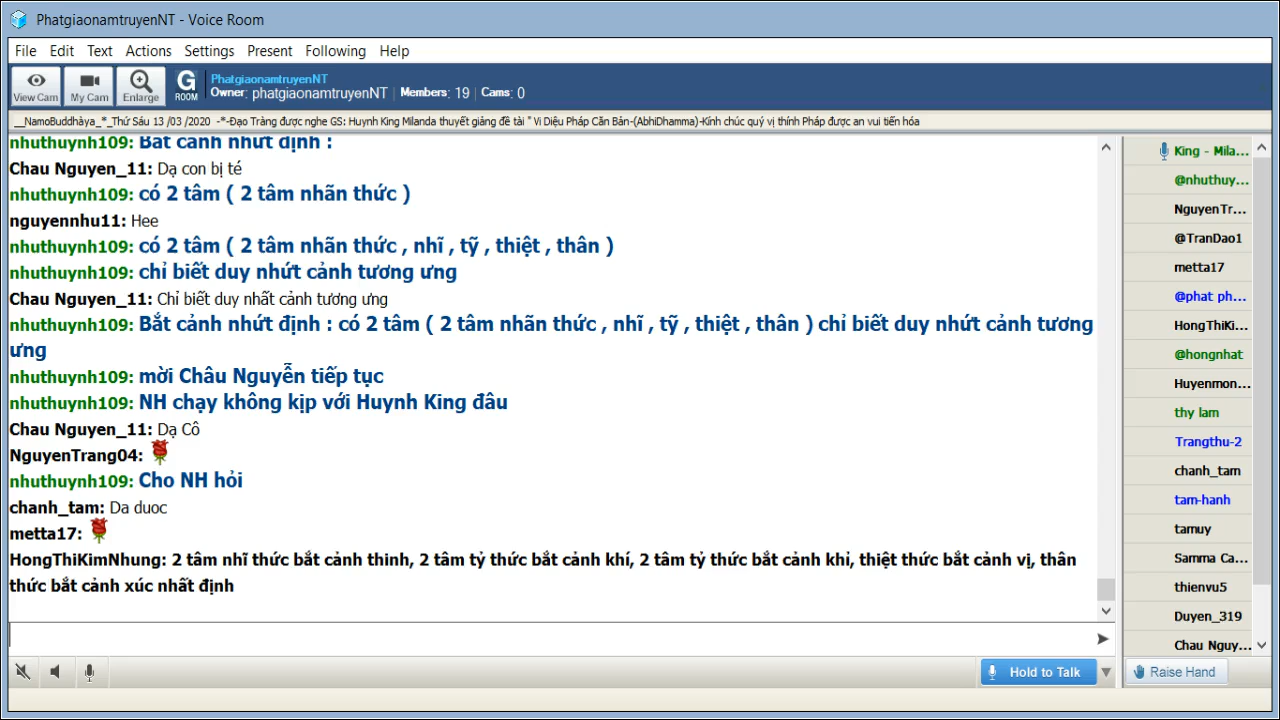 PhatgiaonamtruyenNT - Voice Room
File Edit Text Actions Settings Present Following Help
View Cam My Cam Enlarge G ROOM
PhatgiaonamtruyenNT
Owner: phatgiaonamtruyenNT | Members: 19 | Cams: 0
__NamoBuddhàya_*_Thứ Sáu 13 /03 /2020 -*-Đạo Tràng được nghe GS: Huynh King Milanda thuyết giảng đề tài " Vi Diệu Pháp Căn Bản-(AbhiDhamma)-Kính chúc quý vị thính Pháp được an vui tiến hóa
nhuthuynh109: Bắt cảnh nhứt định :
Chau Nguyen_11: Dạ con bị té
nhuthuynh109: có 2 tâm ( 2 tâm nhãn thức )
nguyennhu11: Hee
nhuthuynh109: có 2 tâm ( 2 tâm nhãn thức , nhĩ , tỹ , thiệt , thân )
nhuthuynh109: chỉ biết duy nhứt cảnh tương ưng
Chau Nguyen_11: Chỉ biết duy nhất cảnh tương ưng
nhuthuynh109: Bắt cảnh nhứt định : có 2 tâm ( 2 tâm nhãn thức , nhĩ , tỹ , thiệt , thân ) chỉ biết duy nhứt cảnh tương
ưng
nhuthuynh109: mời Châu Nguyễn tiếp tục
nhuthuynh109: NH chạy không kịp với Huynh King đâu
Chau Nguyen_11: Dạ Cô
NguyenTrang04:
nhuthuynh109: Cho NH hỏi
chanh_tam: Da duoc
metta17:
HongThiKimNhung: 2 tâm nhĩ thức bắt cảnh thinh, 2 tâm tỷ thức bắt cảnh khí, 2 tâm tỷ thức bắt cảnh khỉ, thiệt thức bắt cảnh vị, thân
thức bắt cảnh xúc nhất định
King - Mila...
@nhuthuy...
NguyenTr...
@TranDao1
metta17
@phat ph...
HongThiKi...
@hongnhat
Huyenmon...
thy lam
Trangthu-2
chanh_tam
tam-hanh
tamuy
Samma Ca...
thienvu5
Duyen_319
Chau Nguy...
Hold to Talk
Raise Hand